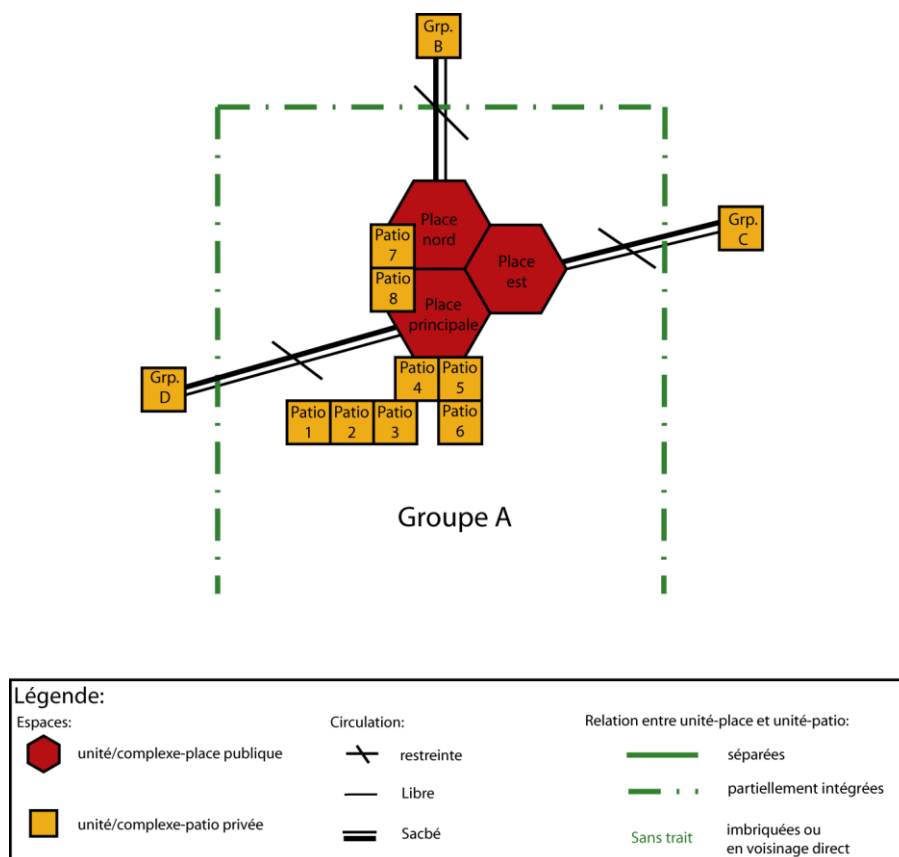 Grp.
B
Place
nord
Patio
7
Grp.
C
Place
est
Patio
8
Place
principale
Grp.
D
Patio
4
Patio
5
Patio
1
Patio
2
Patio
3
Patio
6
Groupe A
Légende:
Espaces:
unité/complexe-place publique
unité/complexe-patio privée
Circulation:
restreinte
Libre
Sacbé
Relation entre unité-place et unité-patio:
séparées
partiellement intégrées
Sans trait
imbriquées ou
en voisinage direct